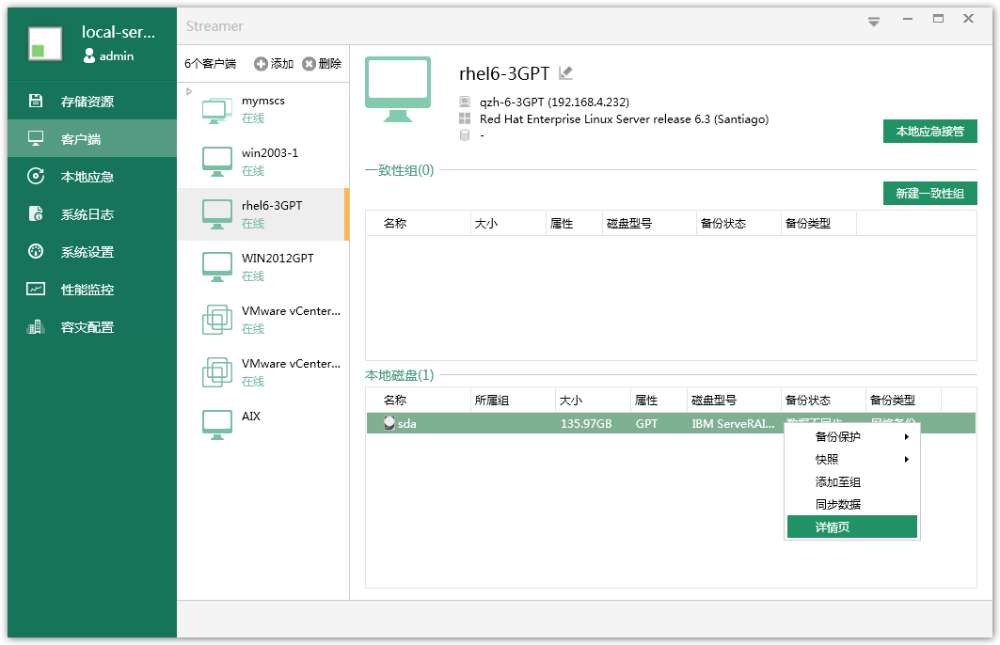 local-ser...
admin
存储资源
客户端
本地应急
系统日志
系统设置
性能监控
容灾配置
Streamer
6个客户端 添加 删除
mymscs
在线
win2003-1
在线
rhel6-3GPT
在线
WIN2012GPT
在线
VMware vCenter...
在线
VMware vCenter...
在线
AIX
rhel6-3GPT
qzh-6-3GPT (192.168.4.232)
Red Hat Enterprise Linux Server release 6.3 (Santiago)
-
本地应急接管
一致性组(0)
新建一致性组
名称 大小 属性 磁盘型号 备份状态 备份类型
本地磁盘(1)
名称 所属组 大小 属性 磁盘型号 备份状态 备份类型
sda 135.97GB GPT IBM ServeRAI...
备份保护
快照
添加至组
同步数据
详情页